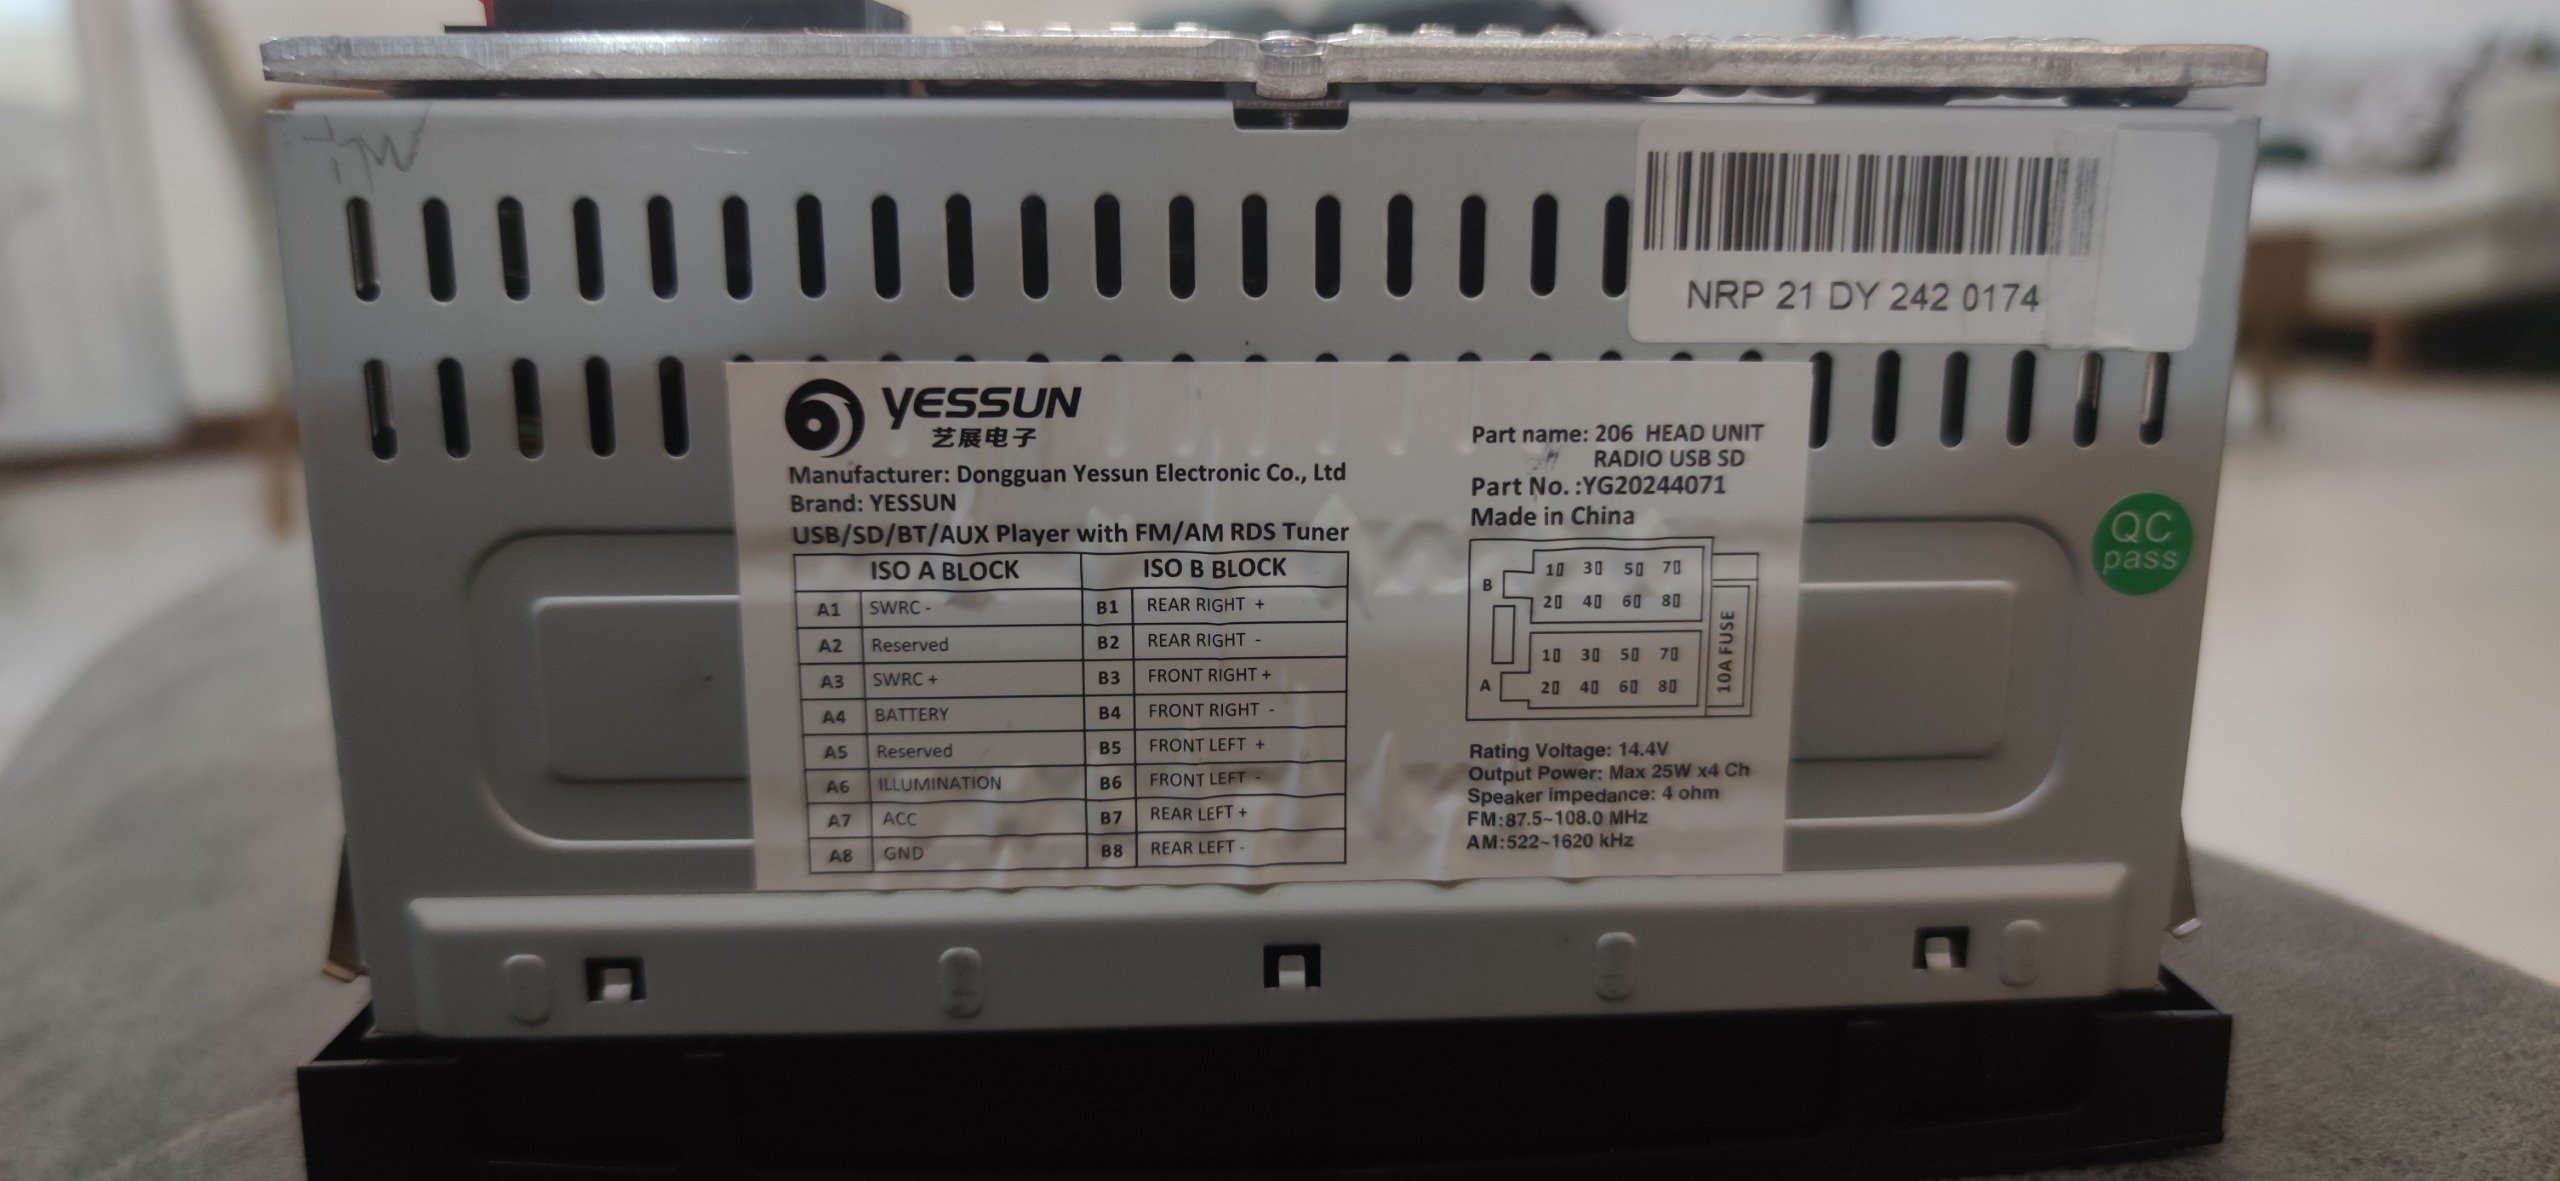 NRP 21 DY 242 0174
YESSUN
艺展电子
Manufacturer: Dongguan Yessun Electronic Co., Ltd
Brand: YESSUN
USB/SD/BT/AUX Player with FM/AM RDS Tuner
ISO A BLOCK ISO B BLOCK
A1 SWRC - B1 REAR RIGHT +
A2 Reserved B2 REAR RIGHT -
A3 SWRC + B3 FRONT RIGHT +
A4 BATTERY B4 FRONT RIGHT -
A5 Reserved B5 FRONT LEFT +
A6 ILLUMINATION B6 FRONT LEFT -
A7 ACC B7 REAR LEFT +
A8 GND B8 REAR LEFT -
Part name: 206 HEAD UNIT
RADIO USB SD
Part No. :YG20244071
Made in China
B
1 3 5 7
2 4 6 8
A
1 3 5 7
2 4 6 8
10A FUSE
Rating Voltage: 14.4V
Output Power: Max 25W x4 Ch
Speaker impedance: 4 ohm
FM:87.5~108.0 MHz
AM:522~1620 kHz
QC
pass